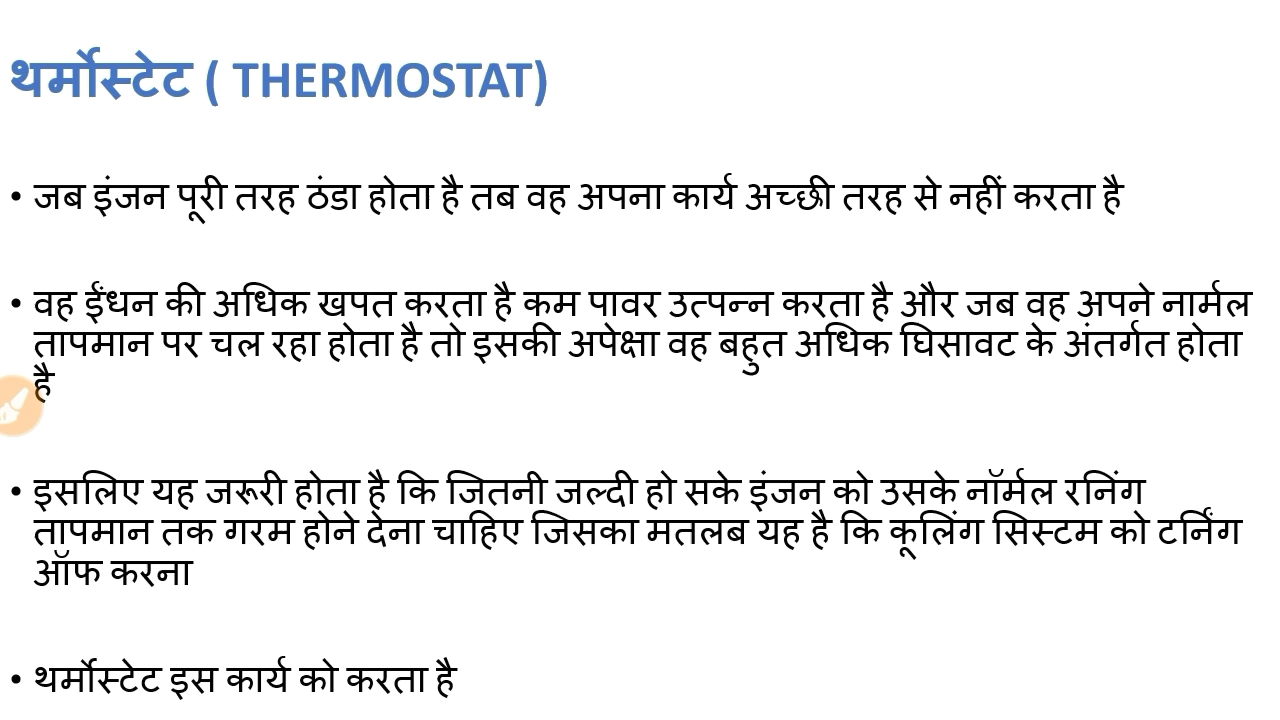 थर्मोस्टेट ( THERMOSTAT)
• जब इंजन पूरी तरह ठंडा होता है तब वह अपना कार्य अच्छी तरह से नहीं करता है
• वह ईंधन की अधिक खपत करता है कम पावर उत्पन्न करता है और जब वह अपने नार्मल
तापमान पर चल रहा होता है तो इसकी अपेक्षा वह बहुत अधिक घिसावट के अंतर्गत होता
है
• इसलिए यह जरूरी होता है कि जितनी जल्दी हो सके इंजन को उसके नॉर्मल रनिंग
तापमान तक गरम होने देना चाहिए जिसका मतलब यह है कि कूलिंग सिस्टम को टर्निंग
ऑफ करना
• थर्मोस्टेट इस कार्य को करता है